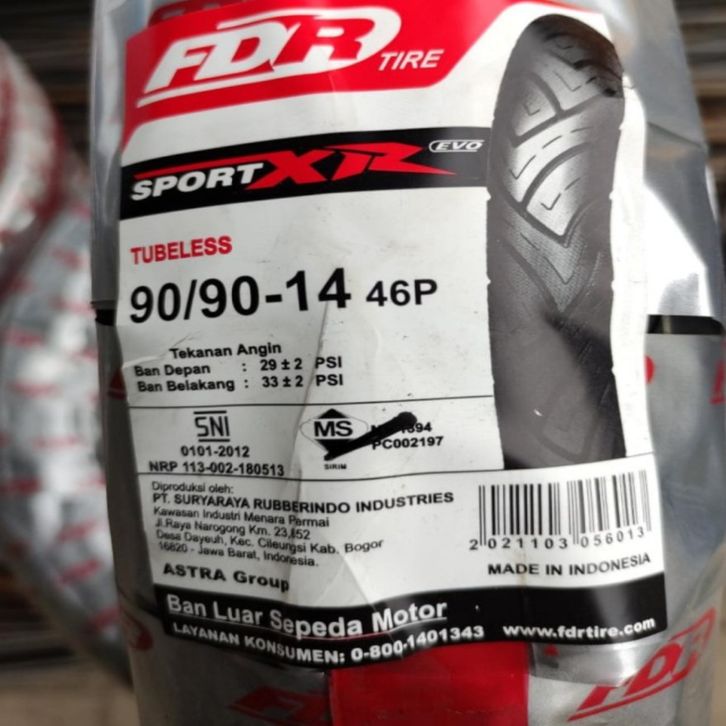 FDR TIRE
SPORT XR EVO
TUBELESS
90/90-14 46P
Tekanan Angin
Ban Depan : 29 ± 2 PSI
Ban Belakang : 33 ± 2 PSI
SNI
0101-2012
NRP 113-002-180513
MS
1394
PC002197
SIRIM
Diproduksi oleh:
PT. SURYARAYA RUBBERINDO INDUSTRIES
Kawasan Industri Menara Permai
Jl.Raya Narogong Km. 23,852
Desa Dayeuh, Kec. Cileungsi Kab. Bogor
16820 - Jawa Barat, Indonesia.
ASTRA Group
2 021103 056013
MADE IN INDONESIA
Ban Luar Sepeda Motor
LAYANAN KONSUMEN: 0-800-1401343 www.fdrtire.com
FDR
FDR